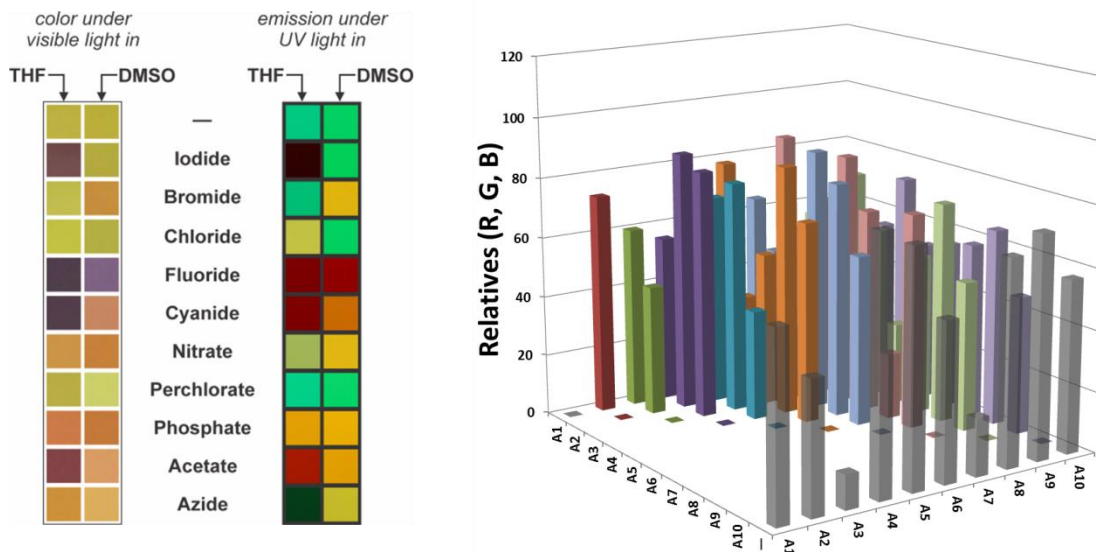 color under
visible light in
emission under
UV light in
THF DMSO
THF DMSO
—
Iodide
Bromide
Chloride
Fluoride
Cyanide
Nitrate
Perchlorate
Phosphate
Acetate
Azide
Relatives (R, G, B)
120
100
80
60
40
20
0
A1
A2
A3
A4
A5
A6
A7
A8
A9
A10
—
A1
A2
A3
A4
A5
A6
A7
A8
A9
A10